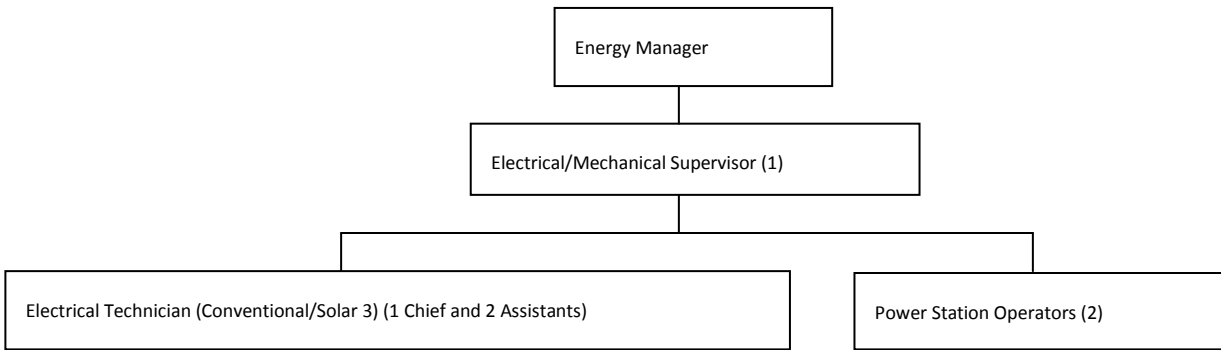 Energy Manager
Electrical/Mechanical Supervisor (1)
Electrical Technician (Conventional/Solar 3) (1 Chief and 2 Assistants)
Power Station Operators (2)